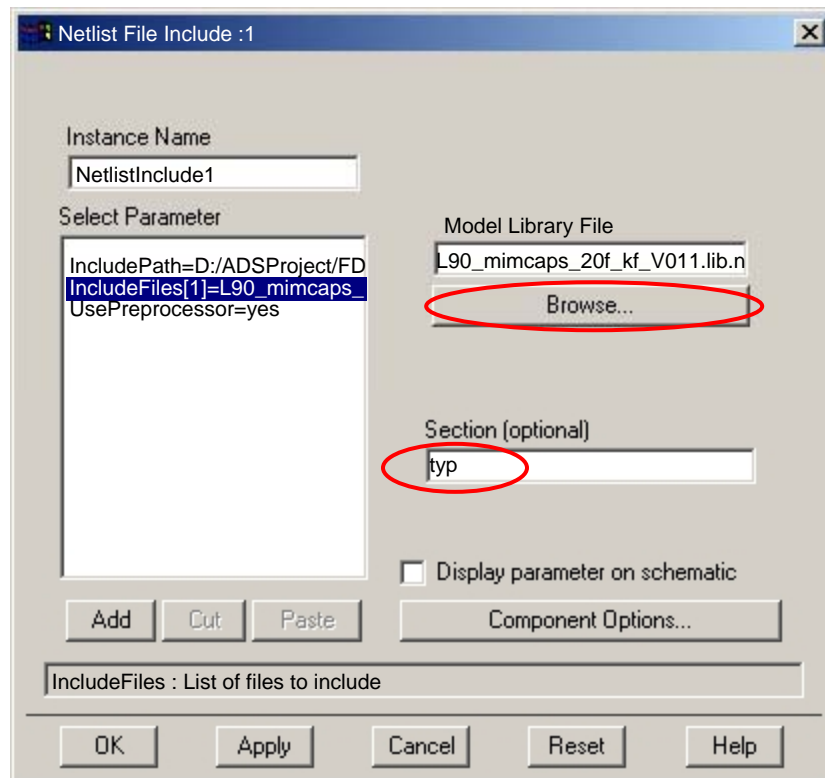 Netlist File Include :1
Instance Name
NetlistInclude1
Select Parameter
IncludePath=D:/ADSProject/FD
IncludeFiles[1]=L90_mimcaps_
UsePreprocessor=yes
Model Library File
L90_mimcaps_20f_kf_V011.lib.n
Browse...
Section (optional)
typ
Display parameter on schematic
Add Cut Paste
Component Options...
IncludeFiles : List of files to include
OK Apply Cancel Reset Help